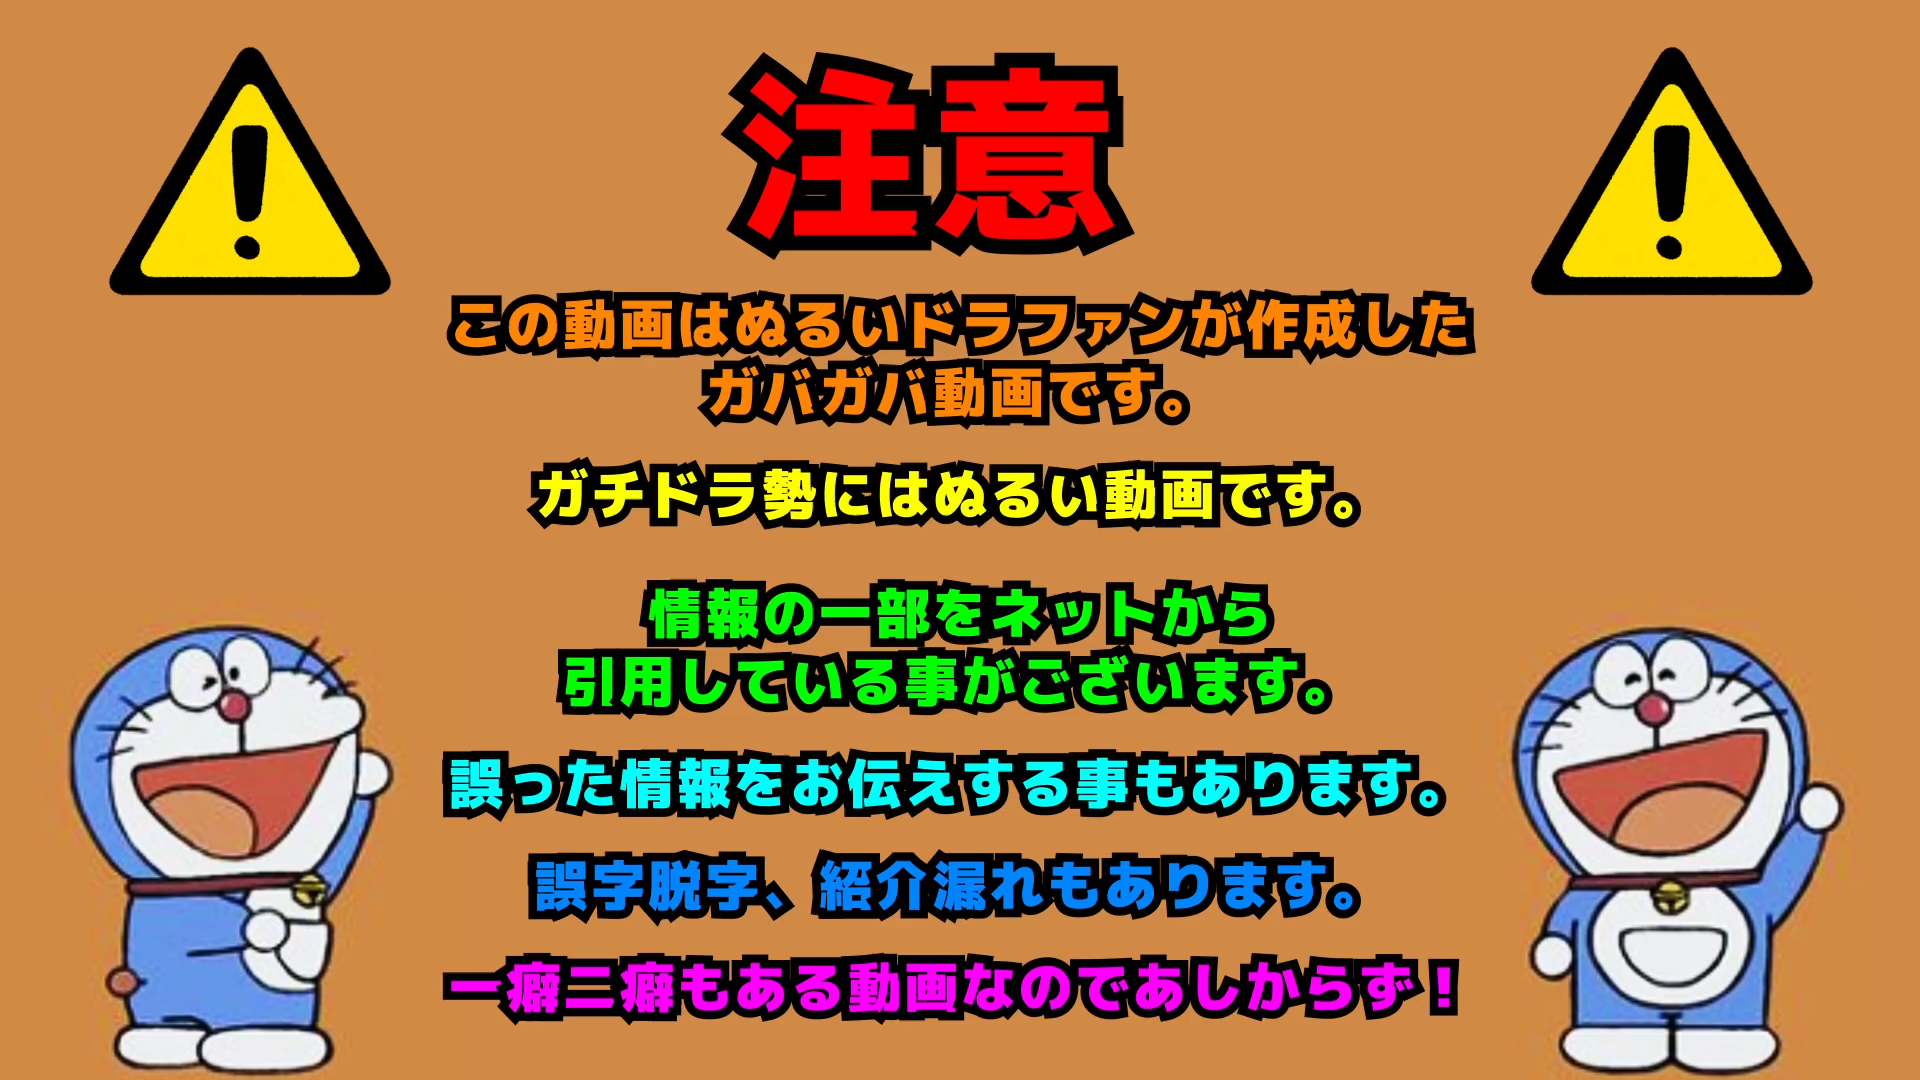 注意
この動画はぬるいドラファンが作成した
ガバガバ動画です。
ガチドラ勢にはぬるい動画です。
情報の一部をネットから
引用している事がございます。
誤った情報をお伝えする事もあります。
誤字脱字、紹介漏れもあります。
一癖二癖もある動画なのであしからず！